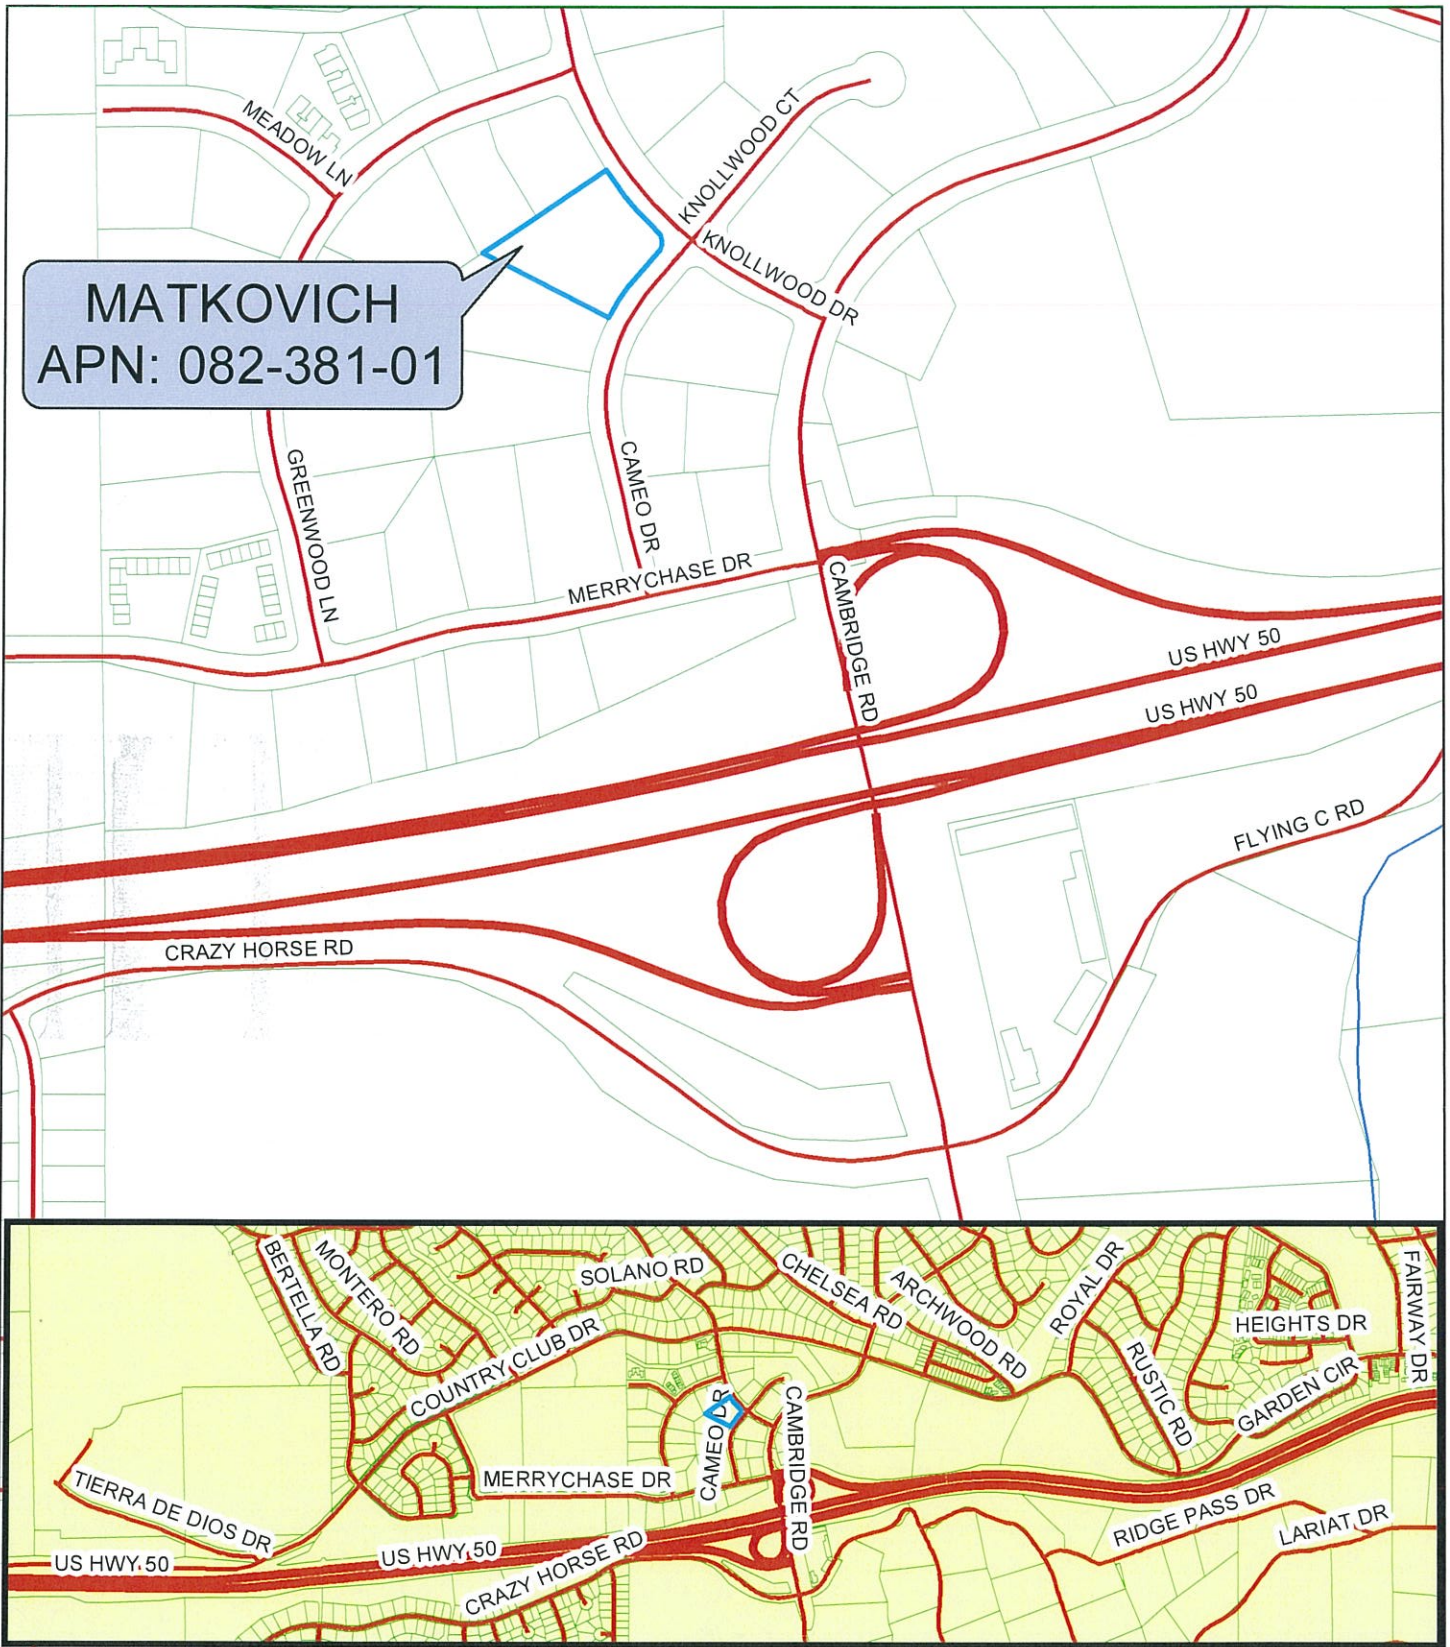 MEADOW LN
KNOLLWOOD CT
KNOLLWOOD DR
MATKOVICH
APN: 082-381-01
GREENWOOD LN
CAMEO DR
MERRYCHASE DR
CAMBRIDGE RD
US HWY 50
US HWY 50
FLYING C RD
CRAZY HORSE RD
BERTELLA RD
MONTERO RD
SOLANO RD
CHELSEA RD
ARCHWOOD RD
ROYAL DR
FAIRWAY DR
HEIGHTS DR
COUNTRY CLUB DR
RUSTIC RD
GARDEN CIR
CAMEO DR
CAMBRIDGE RD
MERRYCHASE DR
TIERRA DE DIOS DR
RIDGE PASS DR
LARIAT DR
US HWY 50
US HWY 50
CRAZY HORSE RD